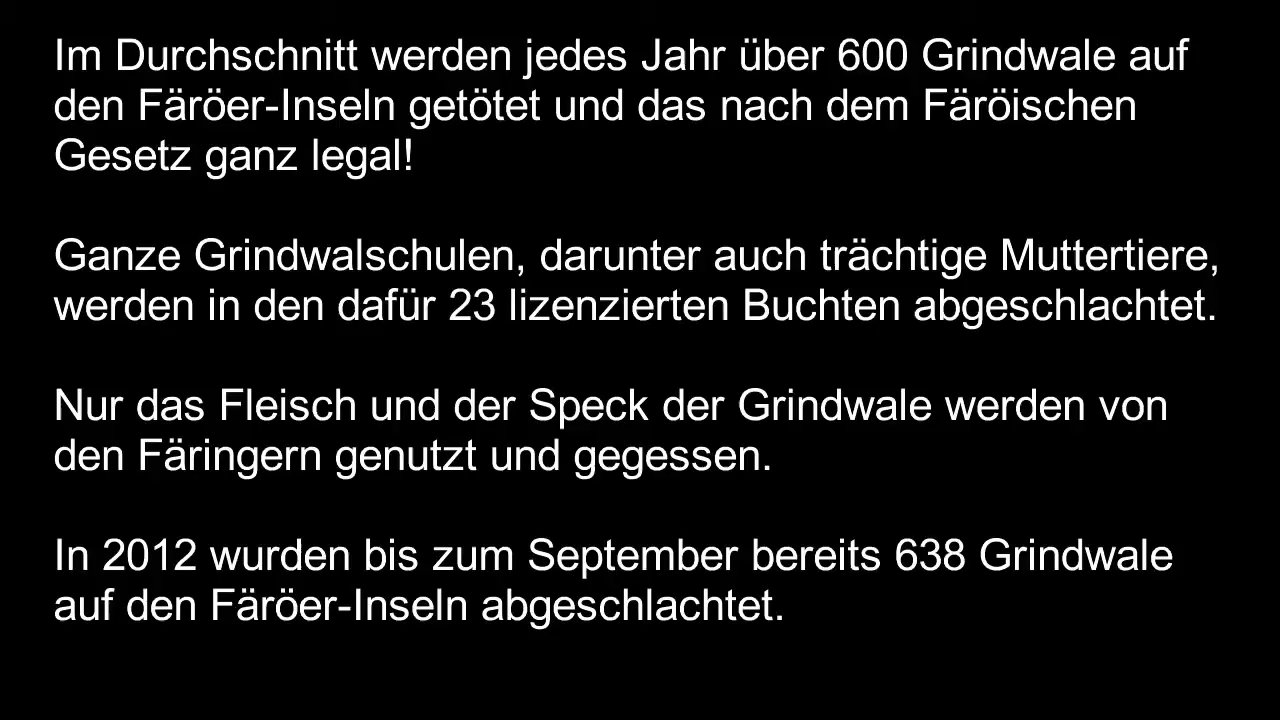 Im Durchschnitt werden jedes Jahr über 600 Grindwale auf
den Färöer-Inseln getötet und das nach dem Färöischen
Gesetz ganz legal!
Ganze Grindwalschulen, darunter auch trächtige Muttertiere,
werden in den dafür 23 lizenzierten Buchten abgeschlachtet.
Nur das Fleisch und der Speck der Grindwale werden von
den Färingern genutzt und gegessen.
In 2012 wurden bis zum September bereits 638 Grindwale
auf den Färöer-Inseln abgeschlachtet.